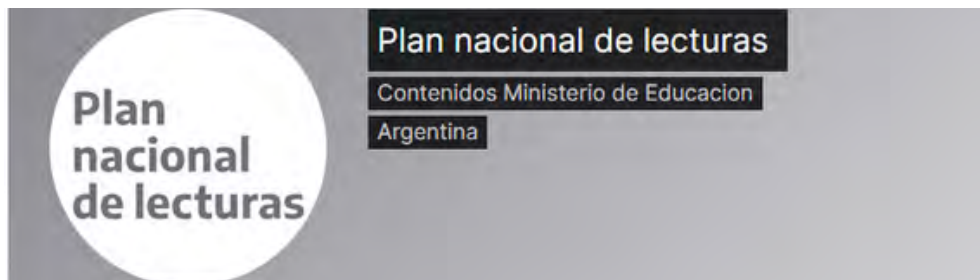 Plan
nacional
de lecturas
Plan nacional de lecturas
Contenidos Ministerio de Educacion
Argentina